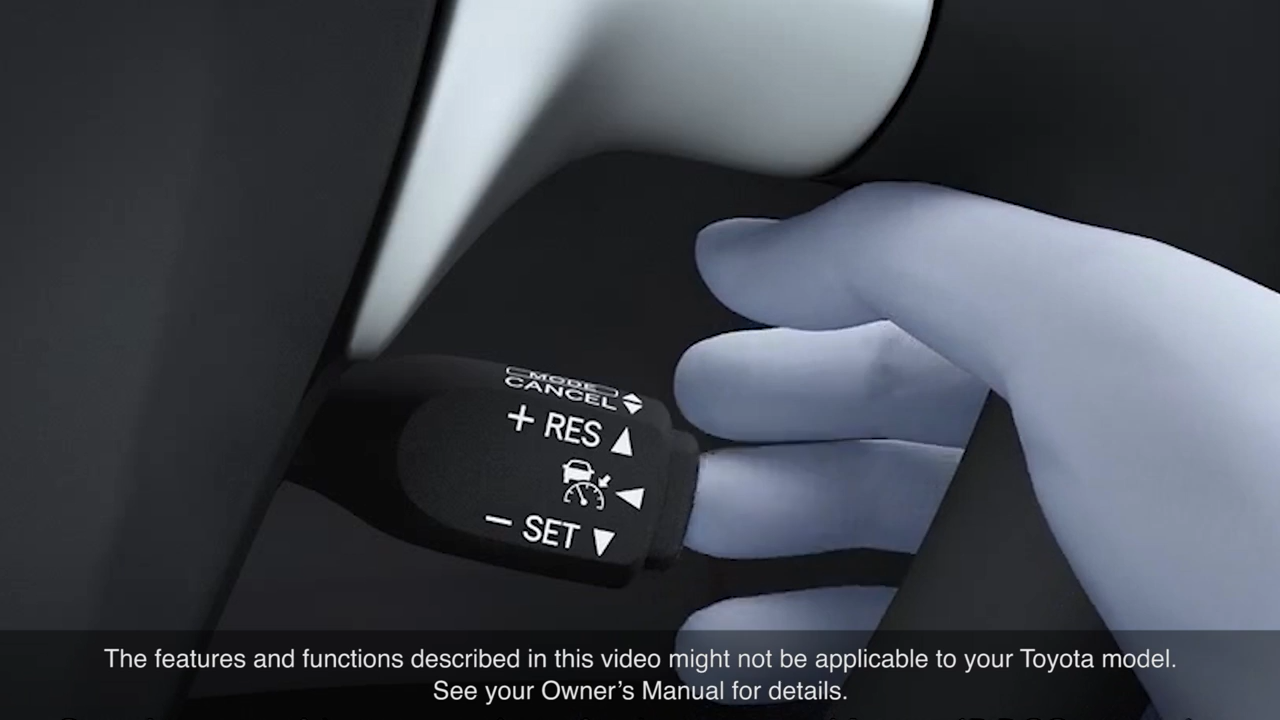 MODE
CANCEL
+ RES
− SET
The features and functions described in this video might not be applicable to your Toyota model.
See your Owner’s Manual for details.